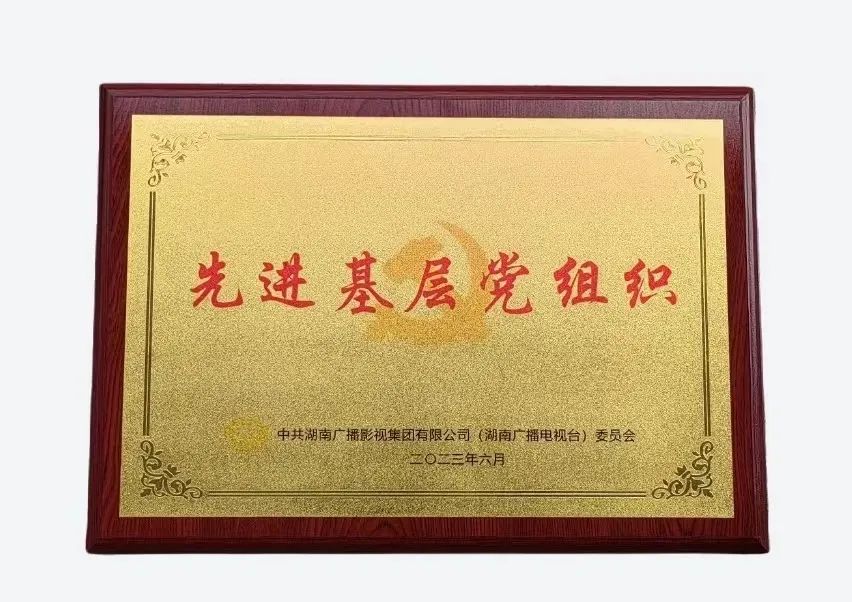 先进基层党组织
中共湖南广播影视集团有限公司（湖南广播电视台）委员会
二〇二三年六月